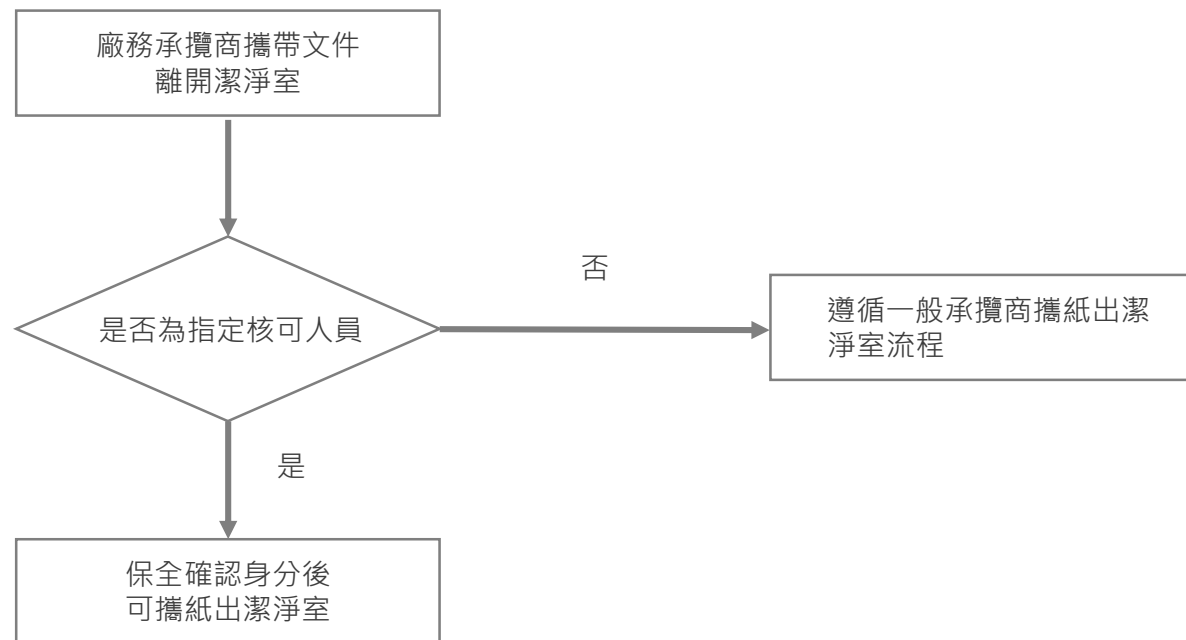 廠務承攬商攜帶文件
離開潔淨室
否
是否為指定核可人員
遵循一般承攬商攜紙出潔
淨室流程
是
保全確認身分後
可攜紙出潔淨室